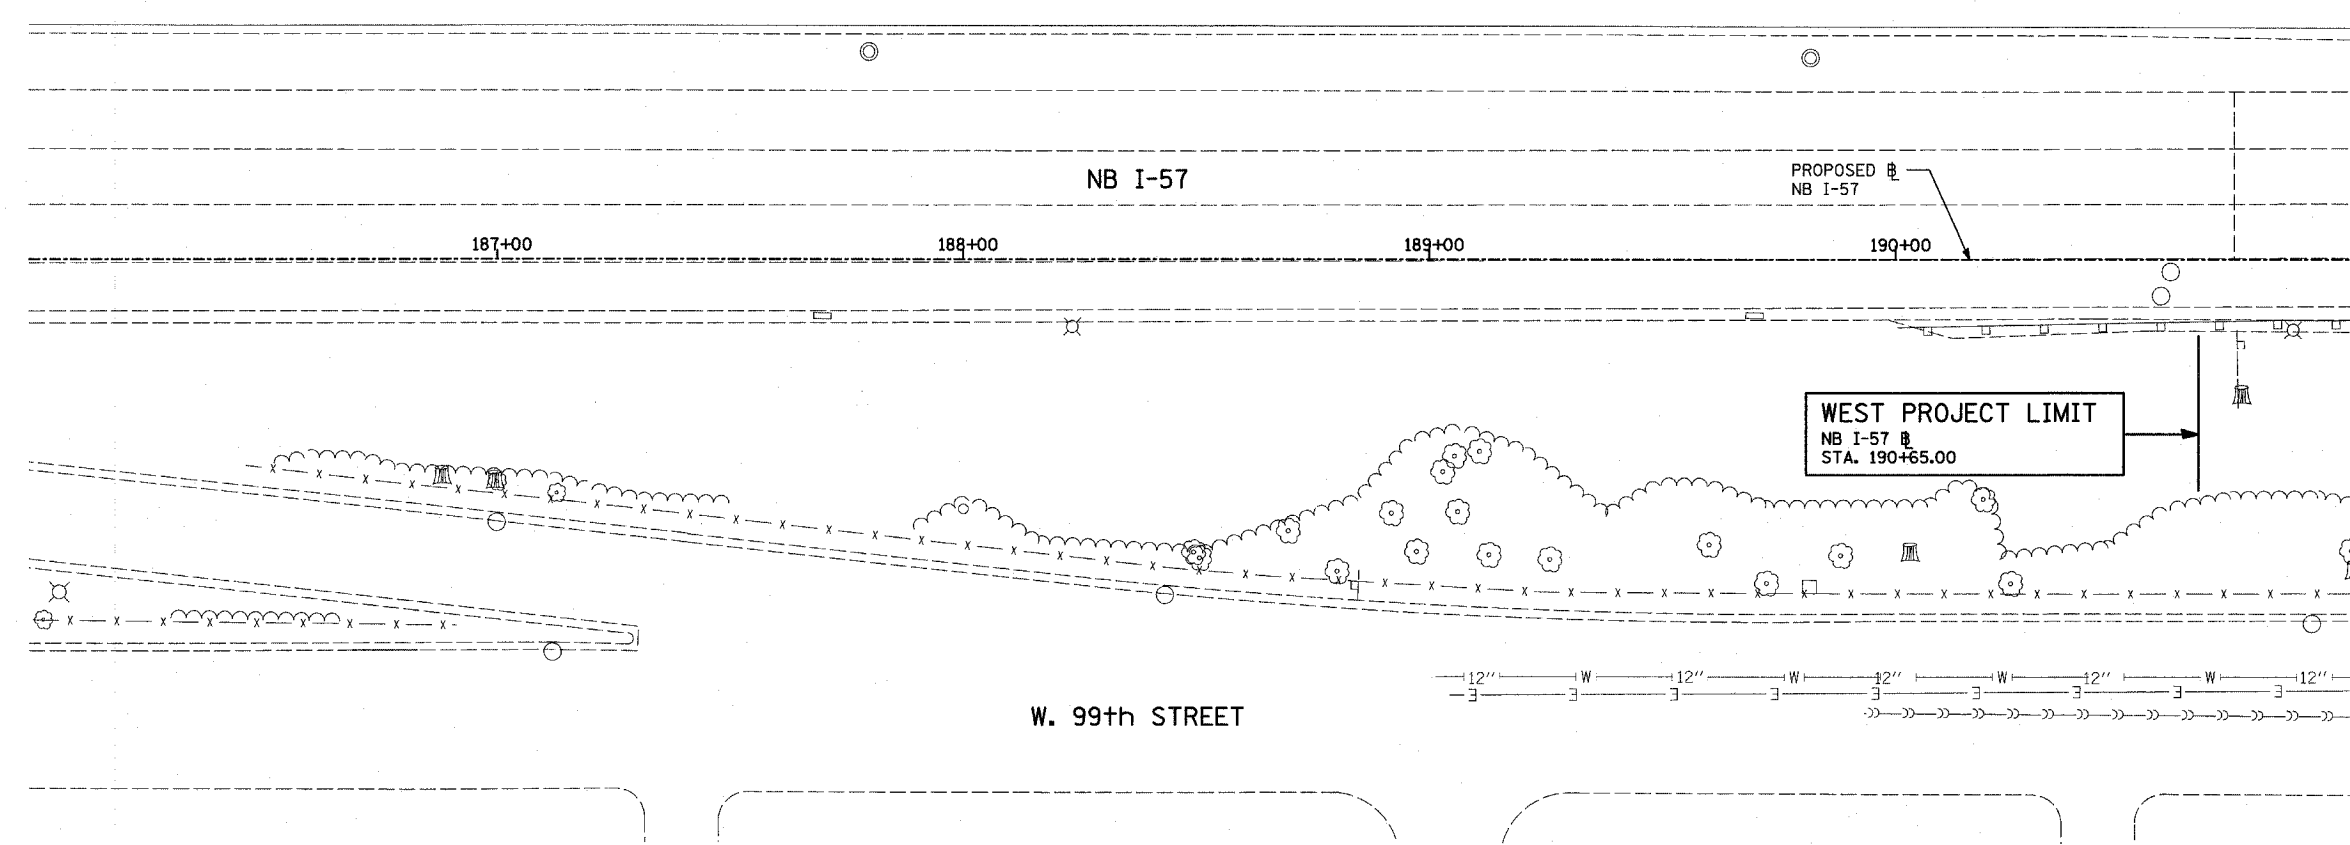 NB I-57
PROPOSED ℄
NB I-57
187+00
188+00
189+00
190+00
WEST PROJECT LIMIT
NB I-57 ℄
STA. 190+65.00
12" W 12" W 12" W 12" W 12"
E E E E E E E E E
W. 99th STREET